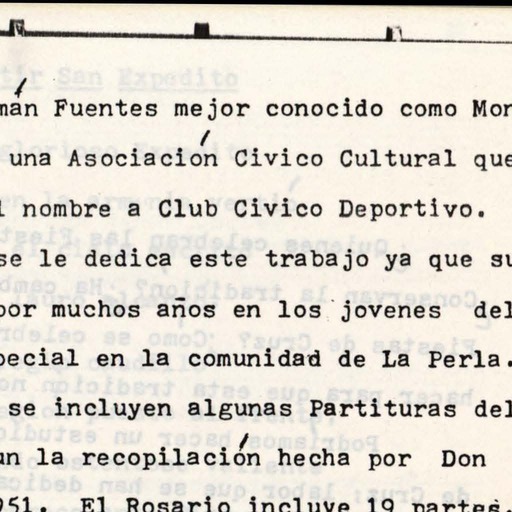 mán Fuentes mejor conocido como Mon
una Asociación Civico Cultural que
l nombre a Club Civico Deportivo.
se le dedica este trabajo ya que su
por muchos años en los jovenes del
pecial en la comunidad de La Perla.
se incluyen algunas Partituras del
un la recopilación hecha por Don
951. El Rosario incluye 19 partes.